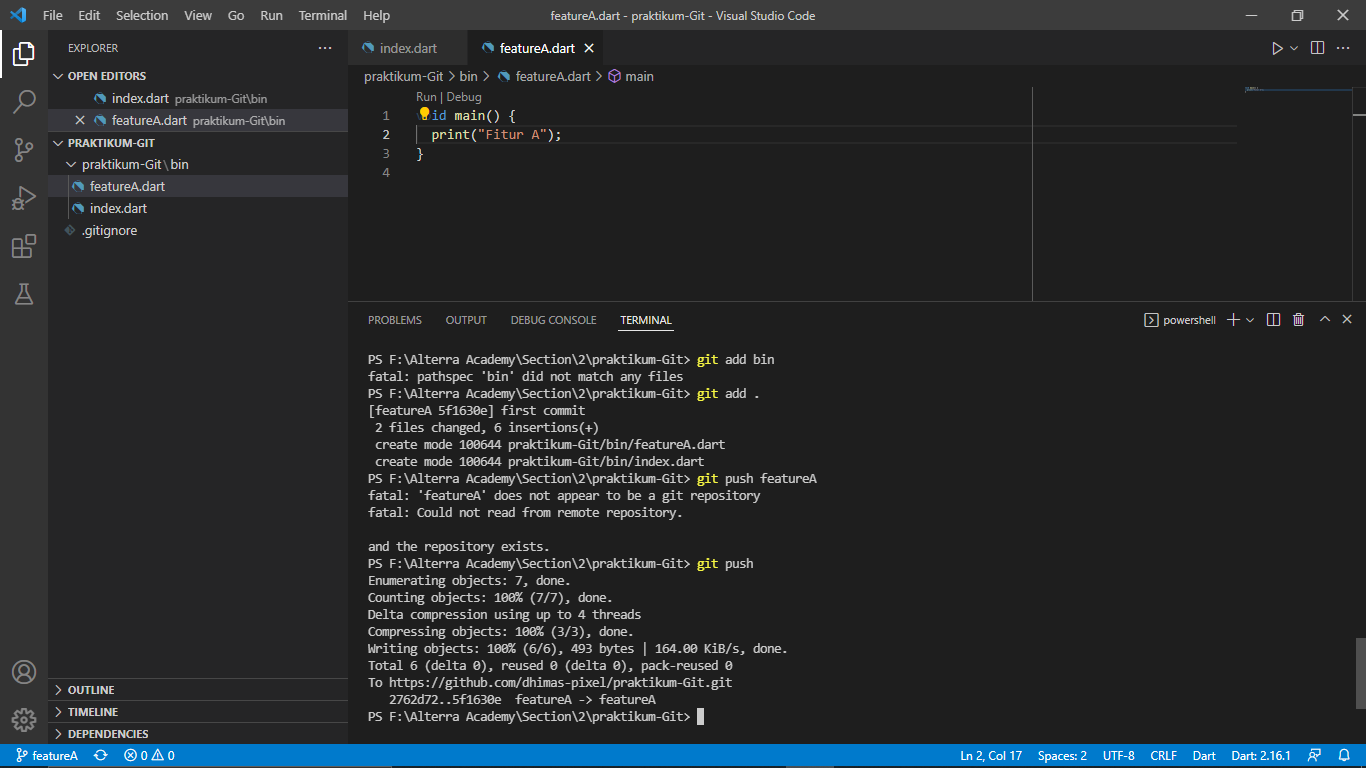 File Edit Selection View Go Run Terminal Help featureA.dart - praktikum-Git - Visual Studio Code
EXPLORER
OPEN EDITORS
index.dart praktikum-Git\bin
featureA.dart praktikum-Git\bin
PRAKTIKUM-GIT
praktikum-Git\bin
featureA.dart
index.dart
.gitignore
OUTLINE
TIMELINE
DEPENDENCIES
index.dart featureA.dart
praktikum-Git > bin > featureA.dart > main
Run | Debug
1 id main() {
2 print("Fitur A");
3 }
4
PROBLEMS OUTPUT DEBUG CONSOLE TERMINAL powershell
PS F:\Alterra Academy\Section\2\praktikum-Git> git add bin
fatal: pathspec 'bin' did not match any files
PS F:\Alterra Academy\Section\2\praktikum-Git> git add .
[featureA 5f1630e] first commit
2 files changed, 6 insertions(+)
create mode 100644 praktikum-Git/bin/featureA.dart
create mode 100644 praktikum-Git/bin/index.dart
PS F:\Alterra Academy\Section\2\praktikum-Git> git push featureA
fatal: 'featureA' does not appear to be a git repository
fatal: Could not read from remote repository.
and the repository exists.
PS F:\Alterra Academy\Section\2\praktikum-Git> git push
Enumerating objects: 7, done.
Counting objects: 100% (7/7), done.
Delta compression using up to 4 threads
Compressing objects: 100% (3/3), done.
Writing objects: 100% (6/6), 493 bytes | 164.00 KiB/s, done.
Total 6 (delta 0), reused 0 (delta 0), pack-reused 0
To https://github.com/dhimas-pixel/praktikum-Git.git
2762d72..5f1630e featureA -> featureA
PS F:\Alterra Academy\Section\2\praktikum-Git>
featureA 0 0 Ln 2, Col 17 Spaces: 2 UTF-8 CRLF Dart Dart: 2.16.1